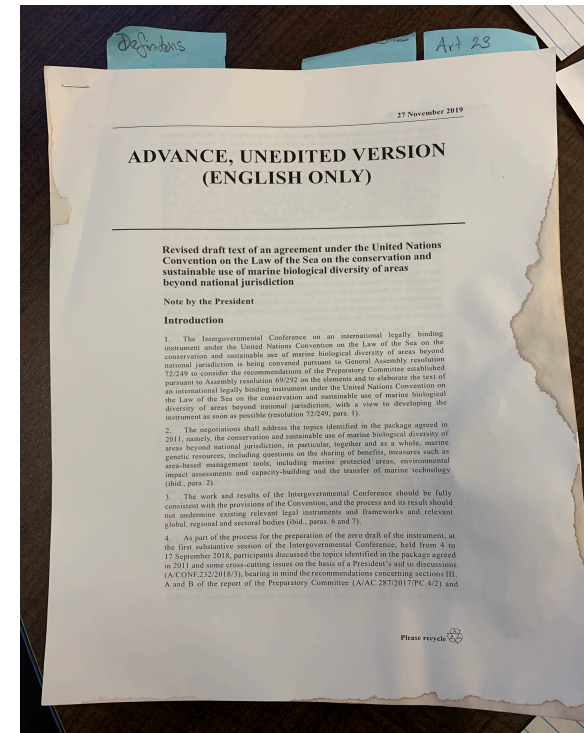 Definitions
Art 23
27 November 2019
ADVANCE, UNEDITED VERSION
(ENGLISH ONLY)
Revised draft text of an agreement under the United Nations
Convention on the Law of the Sea on the conservation and
sustainable use of marine biological diversity of areas
beyond national jurisdiction
Note by the President
Introduction
1. The Intergovernmental Conference on an international legally binding
instrument under the United Nations Convention on the Law of the Sea on the
conservation and sustainable use of marine biological diversity of areas beyond
national jurisdiction is being convened pursuant to General Assembly resolution
72/249 to consider the recommendations of the Preparatory Committee established
pursuant to Assembly resolution 69/292 on the elements and to elaborate the text of
an international legally binding instrument under the United Nations Convention on
the Law of the Sea on the conservation and sustainable use of marine biological
diversity of areas beyond national jurisdiction, with a view to developing the
instrument as soon as possible (resolution 72/249, para. 1).
2. The negotiations shall address the topics identified in the package agreed in
2011, namely, the conservation and sustainable use of marine biological diversity of
areas beyond national jurisdiction, in particular, together and as a whole, marine
genetic resources, including questions on the sharing of benefits, measures such as
area-based management tools, including marine protected areas, environmental
impact assessments and capacity-building and the transfer of marine technology
(ibid., para. 2).
3. The work and results of the Intergovernmental Conference should be fully
consistent with the provisions of the Convention, and the process and its result should
not undermine existing relevant legal instruments and frameworks and relevant
global, regional and sectoral bodies (ibid., paras. 6 and 7).
4. As part of the process for the preparation of the zero draft of the instrument, at
the first substantive session of the Intergovernmental Conference, held from 4 to
17 September 2018, participants discussed the topics identified in the package agreed
in 2011 and some cross-cutting issues on the basis of a President's aid to discussions
(A/CONF.232/2018/3), bearing in mind the recommendations concerning sections III.
A and B of the report of the Preparatory Committee (A/AC.287/2017/PC.4/2) and
Please recycle